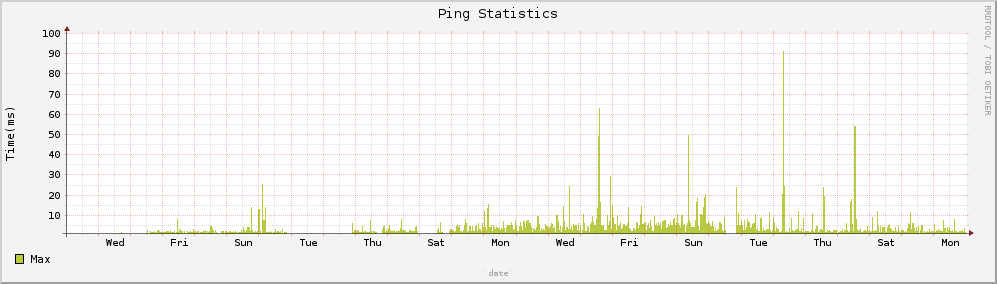 Ping Statistics
RRDTOOL / TOBI OETIKER
Time(ms)
100
90
80
70
60
50
40
30
20
10
Wed Fri Sun Tue Thu Sat Mon Wed Fri Sun Tue Thu Sat Mon
Max
`date`